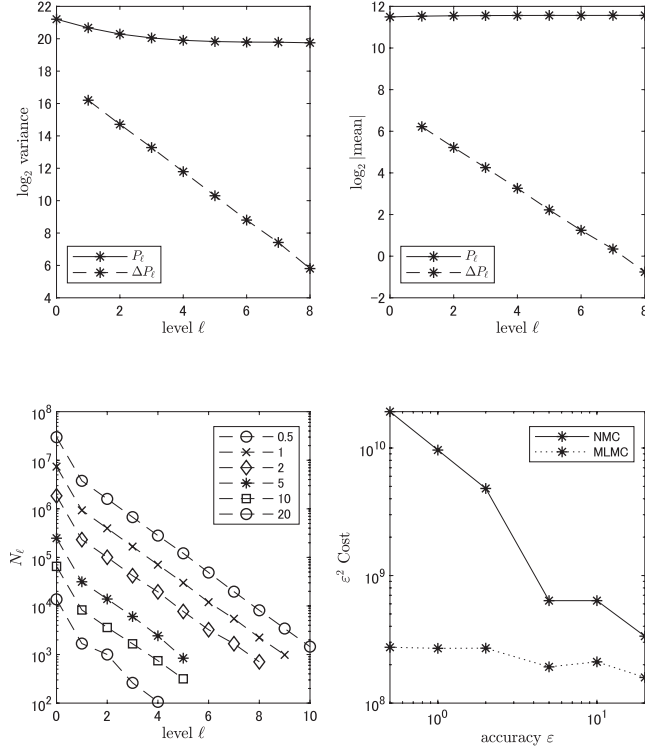 22
20
18
16
14
12
10
8
6
4
log₂ variance
P_ℓ
ΔP_ℓ
0 2 4 6 8
level ℓ
12
10
8
6
4
2
0
-2
log₂ |mean|
P_ℓ
ΔP_ℓ
0 2 4 6 8
level ℓ
10⁸
10⁷
10⁶
10⁵
10⁴
10³
10²
N_ℓ
0.5
1
2
5
10
20
0 2 4 6 8 10
level ℓ
10¹⁰
10⁹
10⁸
ε² Cost
NMC
MLMC
10⁰ 10¹
accuracy ε